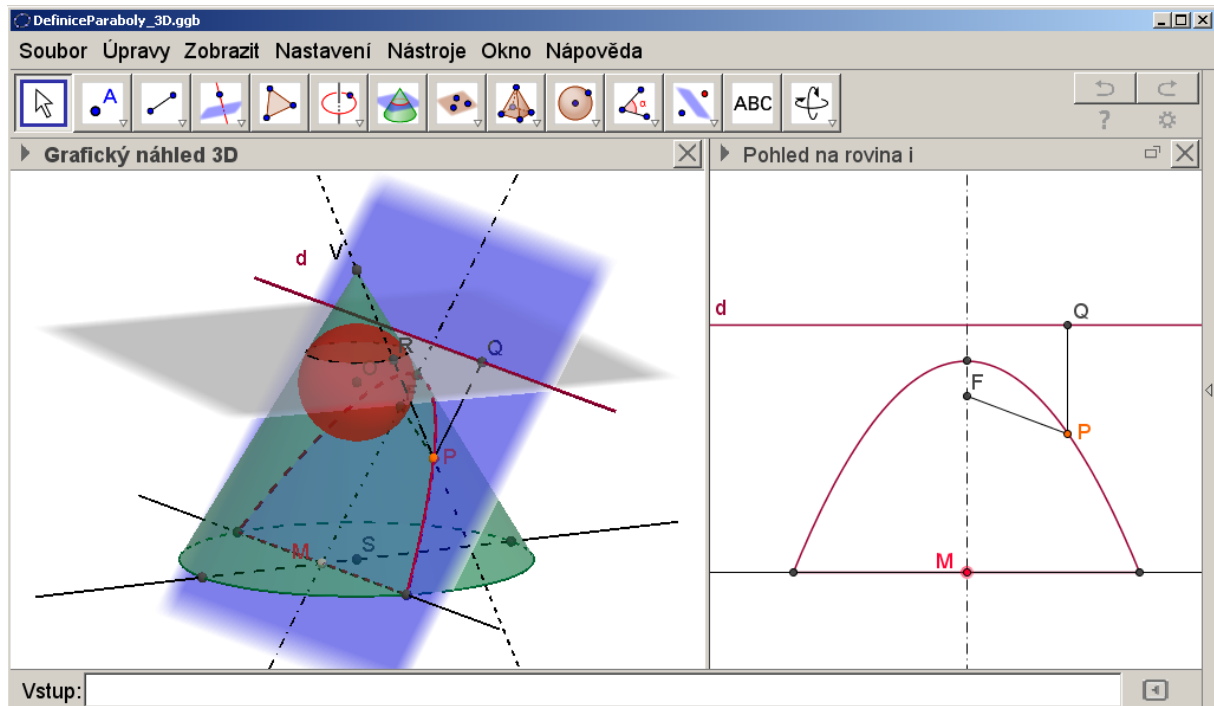 DefiniceParaboly_3D.ggb
Soubor Úpravy Zobrazit Nastavení Nástroje Okno Nápověda
A α ABC ?
Grafický náhled 3D
V
d
R
Q
O
F
P
M
S
Pohled na rovina i
d
Q
F
P
M
Vstup: